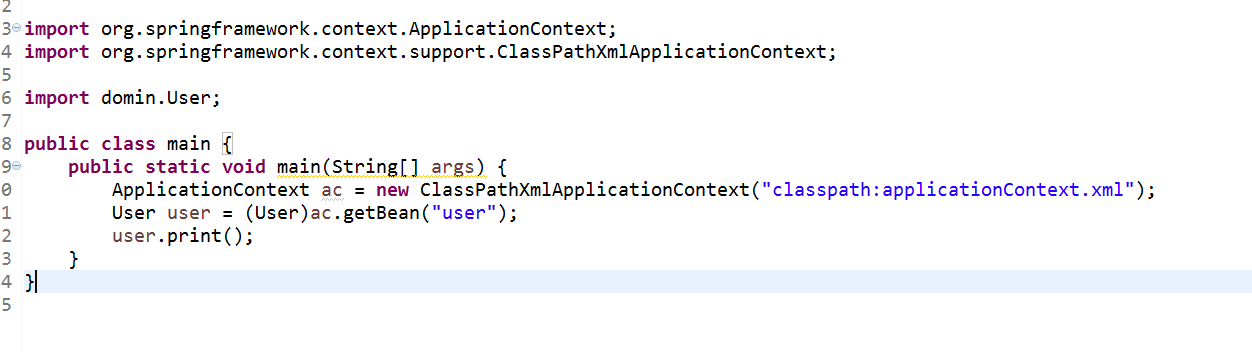 2
3 import org.springframework.context.ApplicationContext;
4 import org.springframework.context.support.ClassPathXmlApplicationContext;
5
6 import domin.User;
7
8 public class main {
9     public static void main(String[] args) {
0         ApplicationContext ac = new ClassPathXmlApplicationContext("classpath:applicationContext.xml");
1         User user = (User)ac.getBean("user");
2         user.print();
3     }
4 }
5